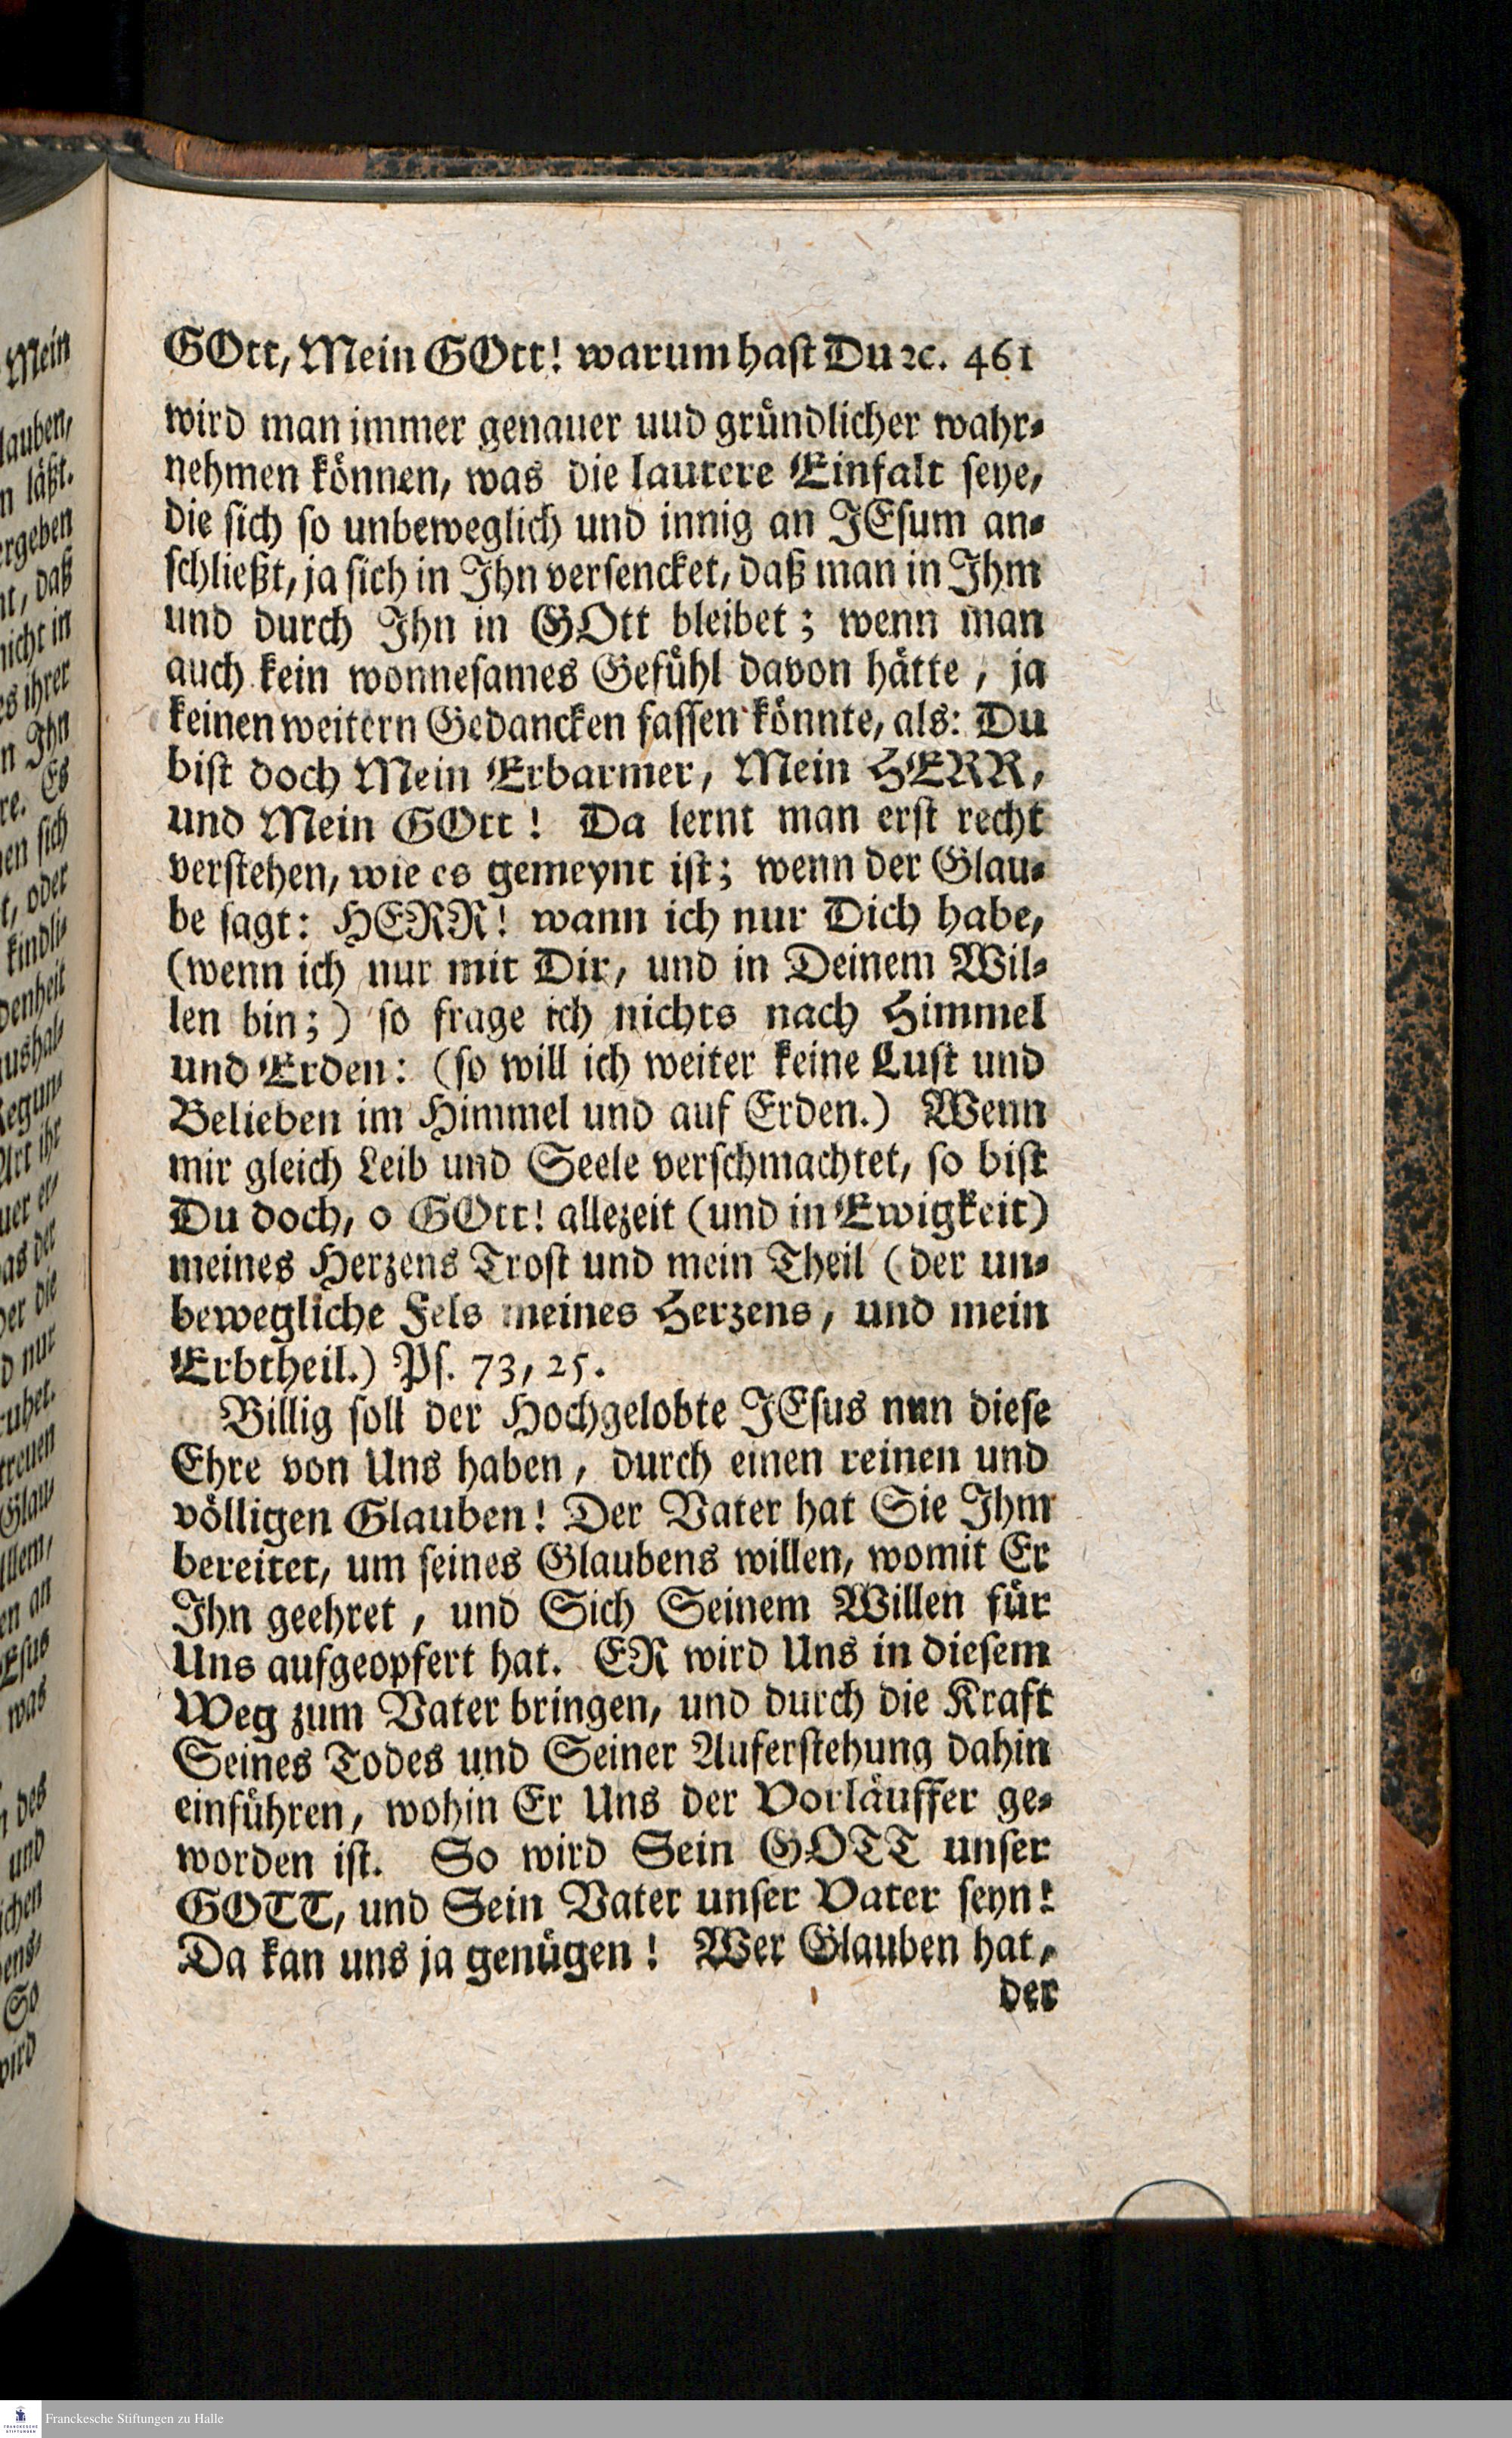 GOtt, Mein GOtt! warum hast Du ꝛc. 461
wird man immer genauer uud gründlicher wahr-
nehmen können, was die lautere Einfalt seye,
die sich so unbeweglich und innig an JEsum an-
schließt, ja sich in Ihn versencket, daß man in Ihm
und durch Ihn in GOtt bleibet; wenn man
auch kein wonnesames Gefühl davon hätte, ja
keinen weitern Gedancken fassen könnte, als: Du
bist doch Mein Erbarmer, Mein HERR,
und Mein GOtt! Da lernt man erst recht
verstehen, wie es gemeynt ist; wenn der Glau-
be sagt: HERR! wann ich nur Dich habe,
(wenn ich nur mit Dir, und in Deinem Wil-
len bin;) so frage ich nichts nach Himmel
und Erden: (so will ich weiter keine Lust und
Belieben im Himmel und auf Erden.) Wenn
mir gleich Leib und Seele verschmachtet, so bist
Du doch, o GOtt! allezeit (und in Ewigkeit)
meines Herzens Trost und mein Theil (der un-
bewegliche Fels meines Herzens, und mein
Erbtheil.) Ps. 73, 25.
Billig soll der Hochgelobte JEsus nun diese
Ehre von Uns haben, durch einen reinen und
völligen Glauben! Der Vater hat Sie Ihm
bereitet, um seines Glaubens willen, womit Er
Ihn geehret, und Sich Seinem Willen für
Uns aufgeopfert hat. ER wird Uns in diesem
Weg zum Vater bringen, und durch die Kraft
Seines Todes und Seiner Auferstehung dahin
einführen, wohin Er Uns der Vorläuffer ge-
worden ist. So wird Sein GOTT unser
GOTT, und Sein Vater unser Vater seyn!
Da kan uns ja genügen! Wer Glauben hat,
der
Franckesche Stiftungen zu Halle